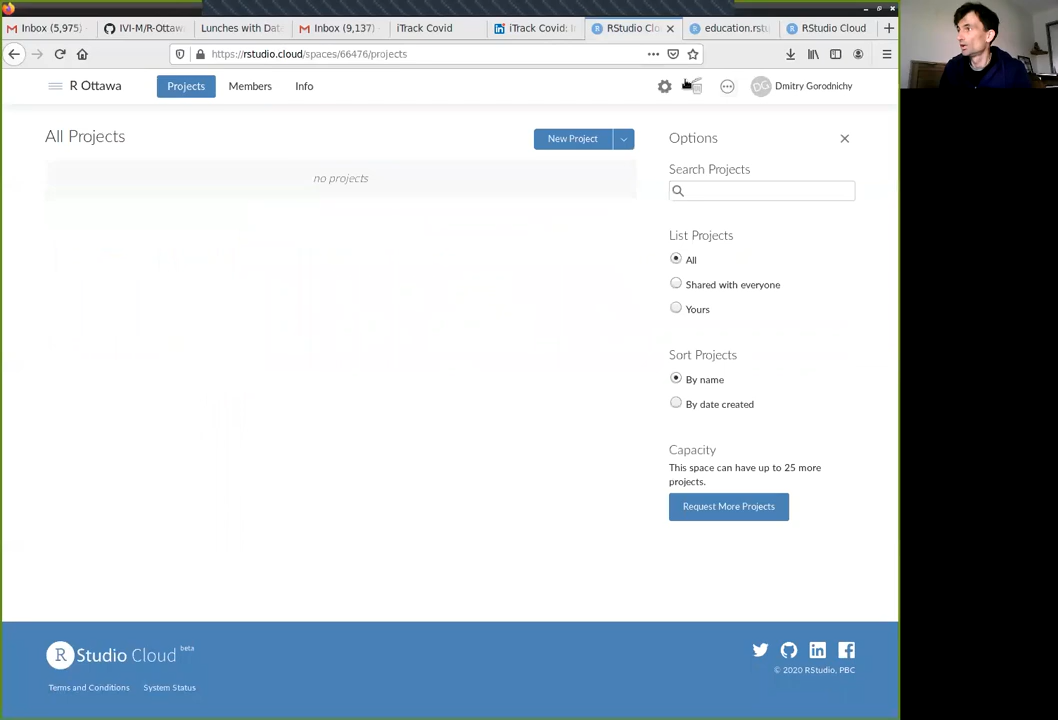 Inbox (5,975)
IVI-M/R-Ottawa
Lunches with Dat
Inbox (9,137)
iTrack Covid
iTrack Covid: I
RStudio Clo
education.rstu
RStudio Cloud
https://rstudio.cloud/spaces/66476/projects
R Ottawa
Projects
Members
Info
DG
Dmitry Gorodnichy
All Projects
New Project
no projects
Options
Search Projects
List Projects
All
Shared with everyone
Yours
Sort Projects
By name
By date created
Capacity
This space can have up to 25 more
projects.
Request More Projects
R Studio Cloud beta
Terms and Conditions
System Status
© 2020 RStudio, PBC